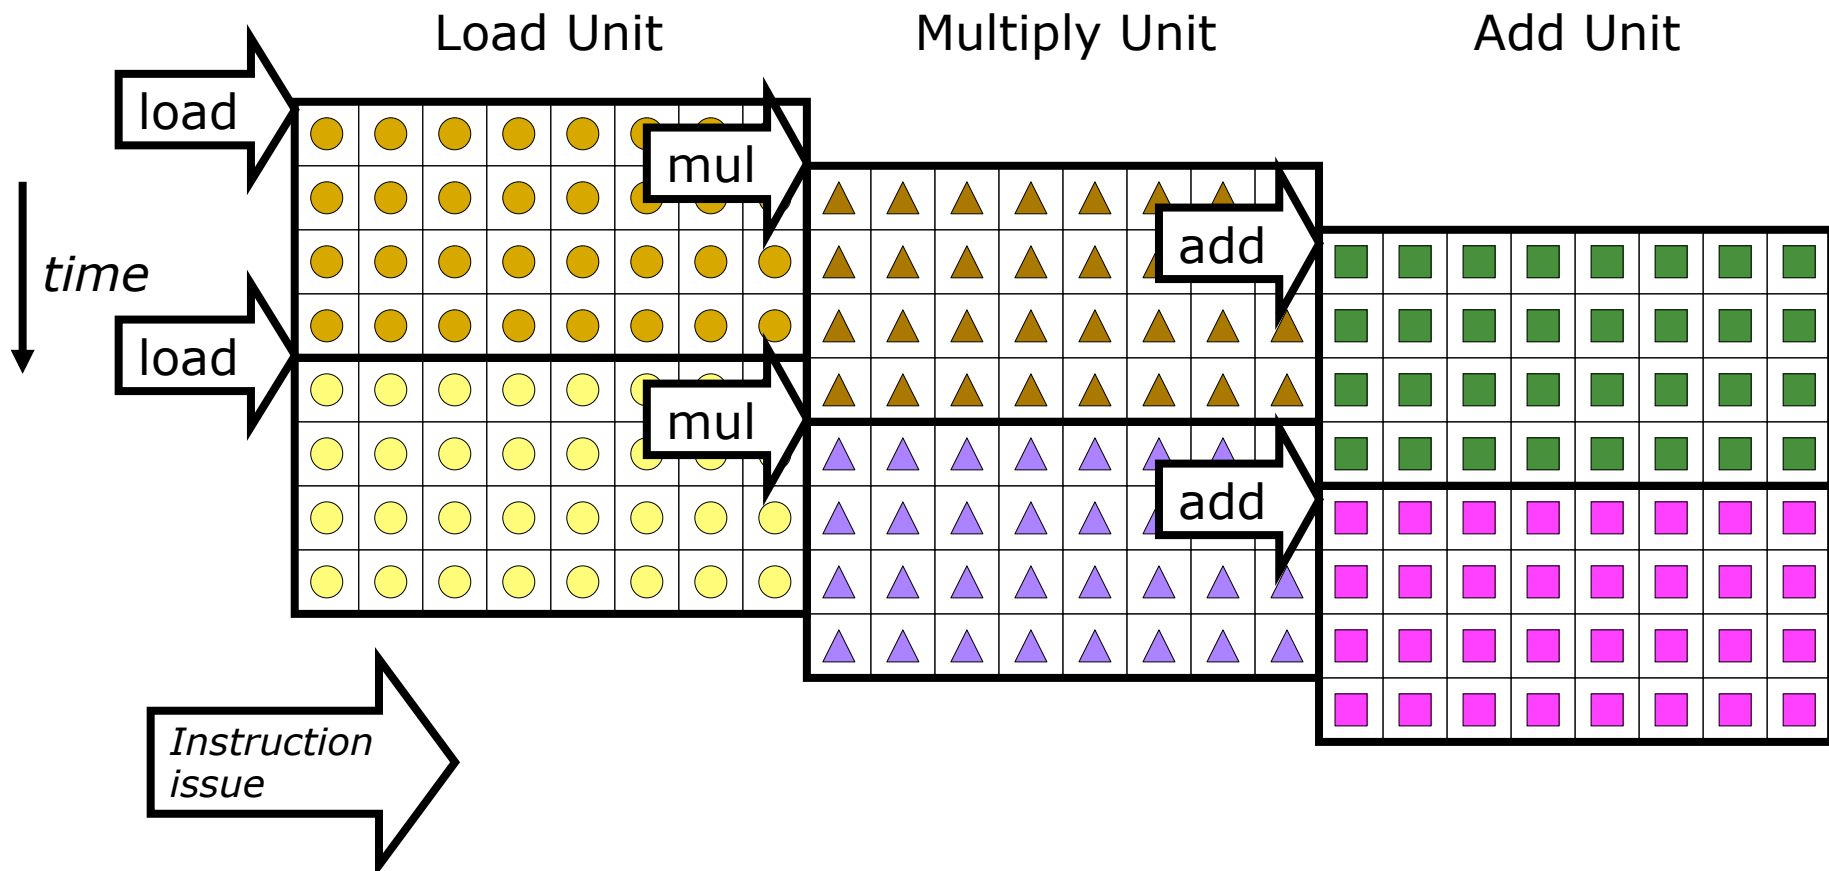 Load Unit
Multiply Unit
Add Unit
load
mul
add
time
load
mul
add
Instruction
issue